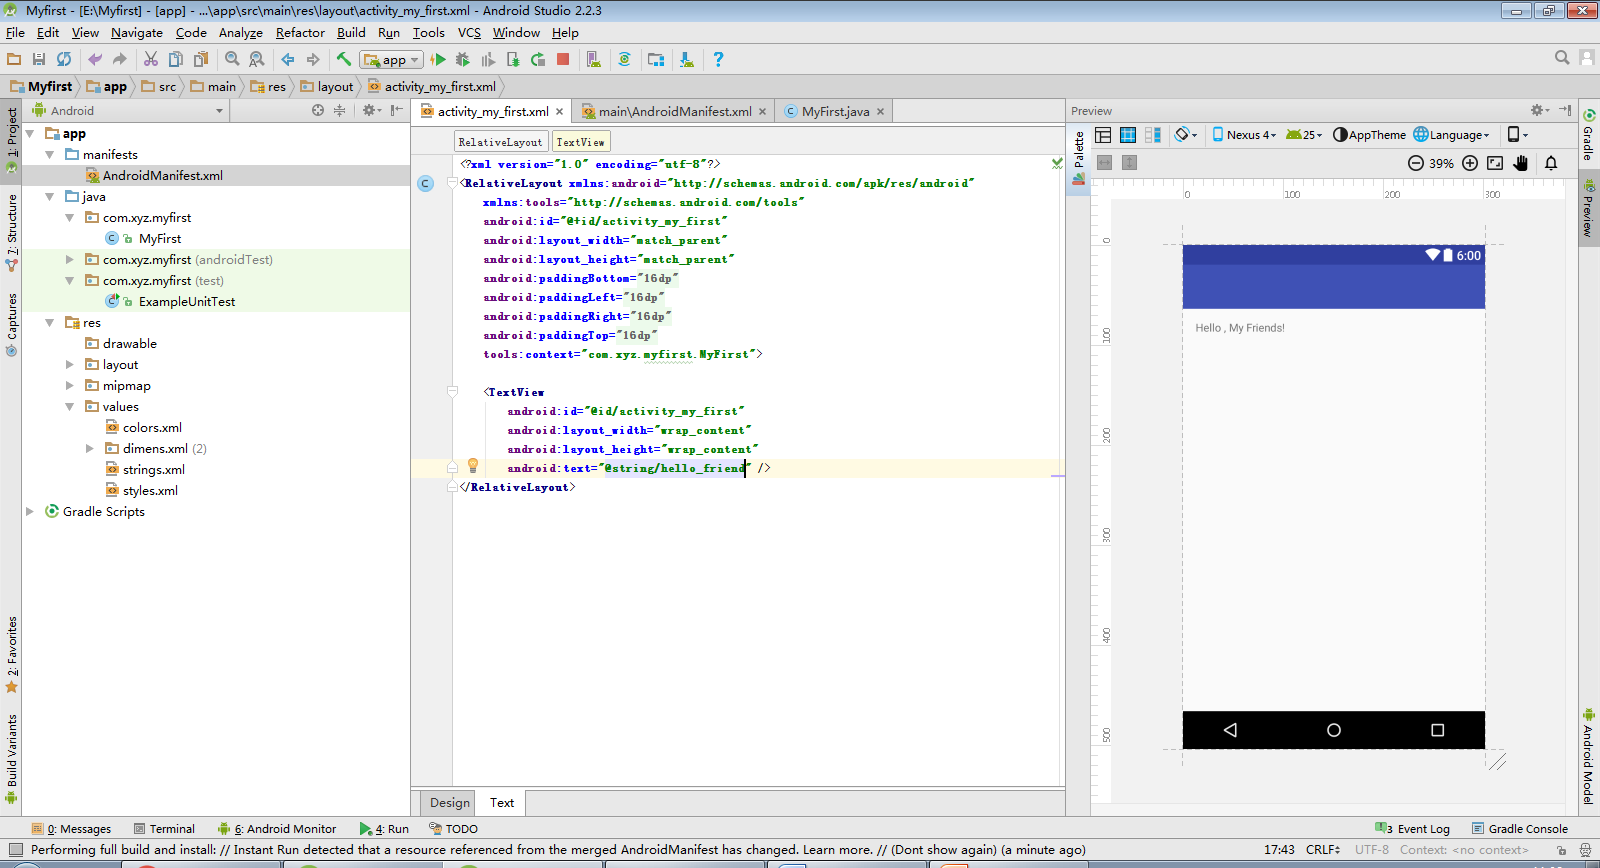 Myfirst - [E:\Myfirst] - [app] - ...\app\src\main\res\layout\activity_my_first.xml - Android Studio 2.2.3
File Edit View Navigate Code Analyze Refactor Build Run Tools VCS Window Help
app
Myfirst app src main res layout activity_my_first.xml
Android
activity_my_first.xml main\AndroidManifest.xml MyFirst.java
Preview
1: Project
7: Structure
Captures
2: Favorites
Build Variants
app
manifests
AndroidManifest.xml
java
com.xyz.myfirst
MyFirst
com.xyz.myfirst (androidTest)
com.xyz.myfirst (test)
ExampleUnitTest
res
drawable
layout
mipmap
values
colors.xml
dimens.xml (2)
strings.xml
styles.xml
Gradle Scripts
RelativeLayout TextView
<?xml version="1.0" encoding="utf-8"?>
<RelativeLayout xmlns:android="http://schemas.android.com/apk/res/android"
xmlns:tools="http://schemas.android.com/tools"
android:id="@+id/activity_my_first"
android:layout_width="match_parent"
android:layout_height="match_parent"
android:paddingBottom="16dp"
android:paddingLeft="16dp"
android:paddingRight="16dp"
android:paddingTop="16dp"
tools:context="com.xyz.myfirst.MyFirst">
<TextView
android:id="@id/activity_my_first"
android:layout_width="wrap_content"
android:layout_height="wrap_content"
android:text="@string/hello_friend" />
</RelativeLayout>
Design Text
Palette
Nexus 4 25 AppTheme Language
39%
0 100 200 300
0
100
200
300
400
500
6:00
Hello , My Friends!
Gradle
Preview
Android Model
0: Messages Terminal 6: Android Monitor 4: Run TODO
3 Event Log Gradle Console
Performing full build and install: // Instant Run detected that a resource referenced from the merged AndroidManifest has changed. Learn more. // (Dont show again) (a minute ago)
17:43 CRLF UTF-8 Context: <no context>